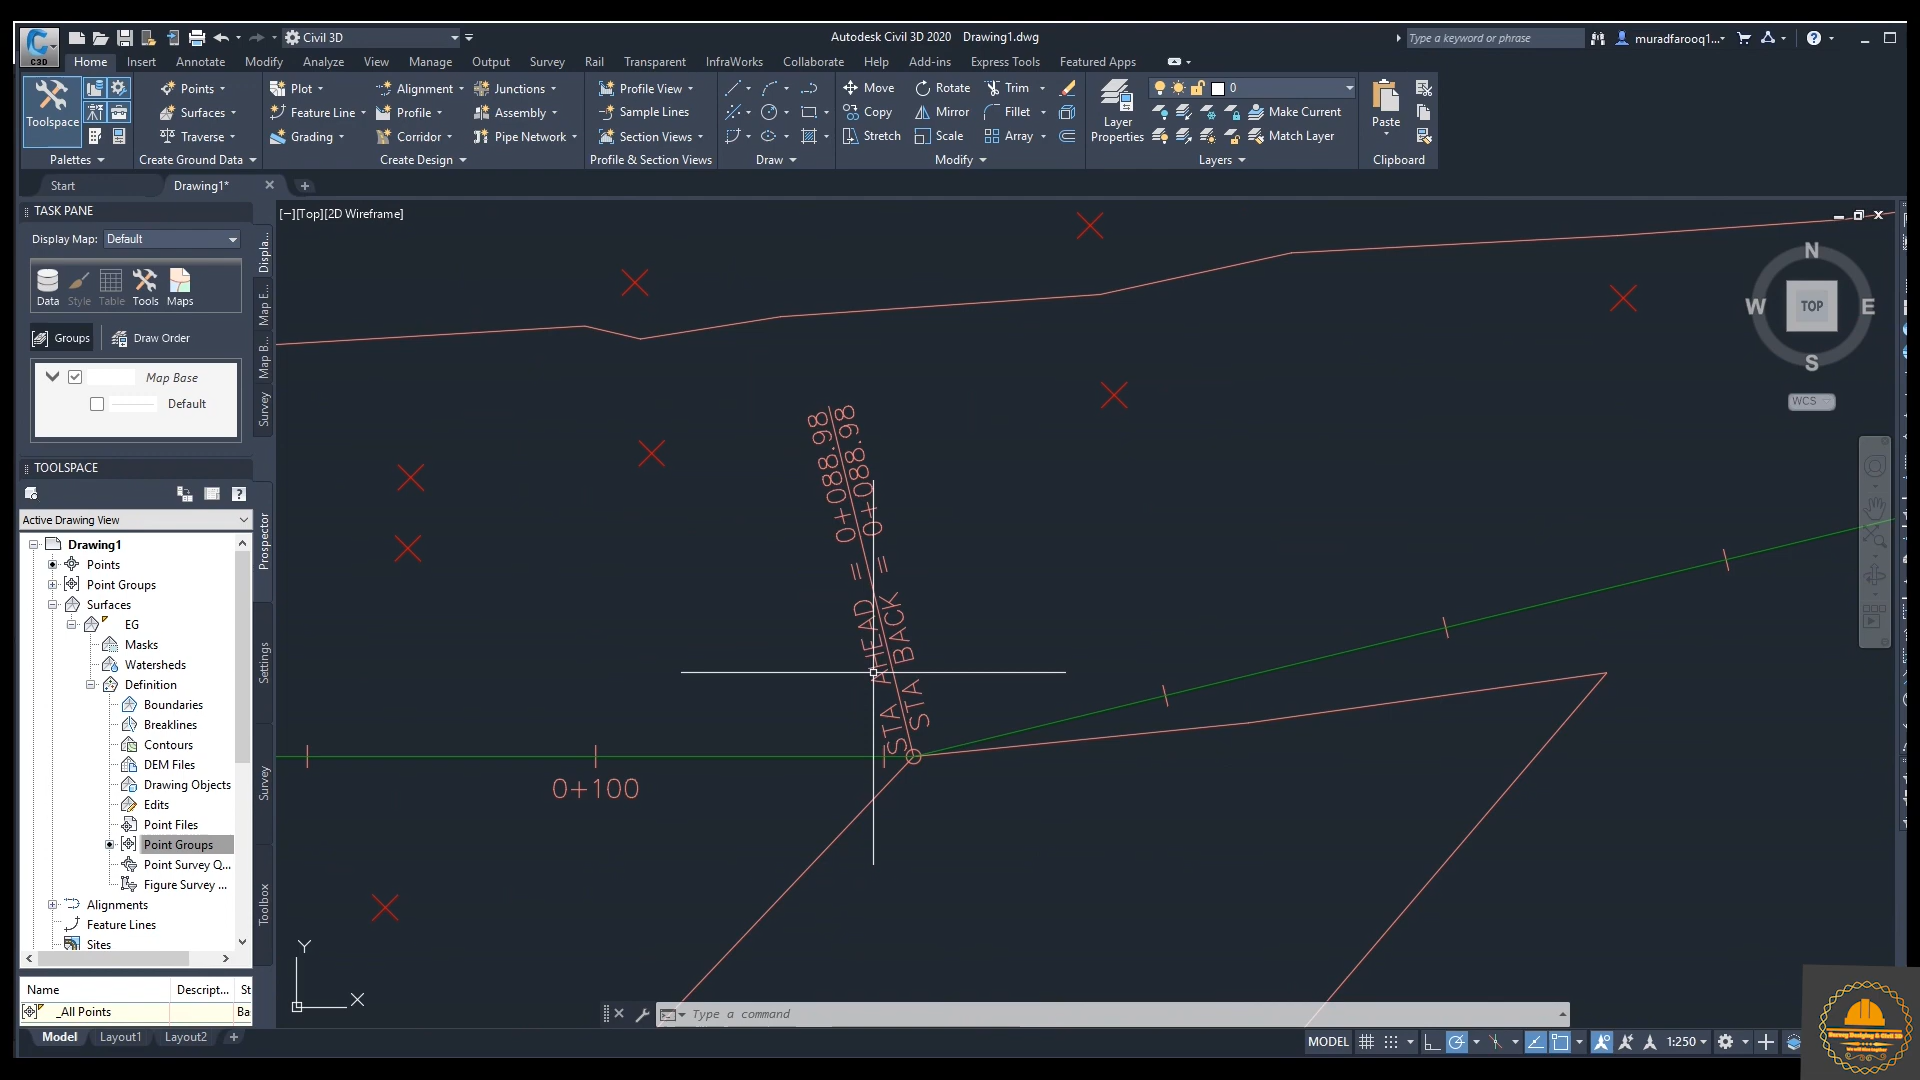 Civil 3D
Autodesk Civil 3D 2020 Drawing1.dwg
Type a keyword or phrase
muradfarooq1...
C3D
Home Insert Annotate Modify Analyze View Manage Output Survey Rail Transparent InfraWorks Collaborate Help Add-ins Express Tools Featured Apps
Toolspace
Points
Surfaces
Traverse
Plot
Feature Line
Grading
Alignment
Profile
Corridor
Junctions
Assembly
Pipe Network
Profile View
Sample Lines
Section Views
Move
Copy
Stretch
Rotate
Mirror
Scale
Trim
Fillet
Array
Layer
Properties
0
Make Current
Match Layer
Paste
Palettes
Create Ground Data
Create Design
Profile & Section Views
Draw
Modify
Layers
Clipboard
Start
Drawing1*
TASK PANE
Display Map: Default
Data Style Table Tools Maps
Groups
Draw Order
Map Base
Default
Displa...
Map E...
Map B...
Survey
TOOLSPACE
Active Drawing View
Drawing1
Points
Point Groups
Surfaces
EG
Masks
Watersheds
Definition
Boundaries
Breaklines
Contours
DEM Files
Drawing Objects
Edits
Point Files
Point Groups
Point Survey Q...
Figure Survey ...
Alignments
Feature Lines
Sites
Prospector
Settings
Survey
Toolbox
Name Descript... St
_All Points Ba
[−][Top][2D Wireframe]
N
W TOP E
S
WCS
STA AHEAD = 0+088.98
STA BACK = 0+088.98
0+100
Y
X
Type a command
Model Layout1 Layout2
MODEL
1:250